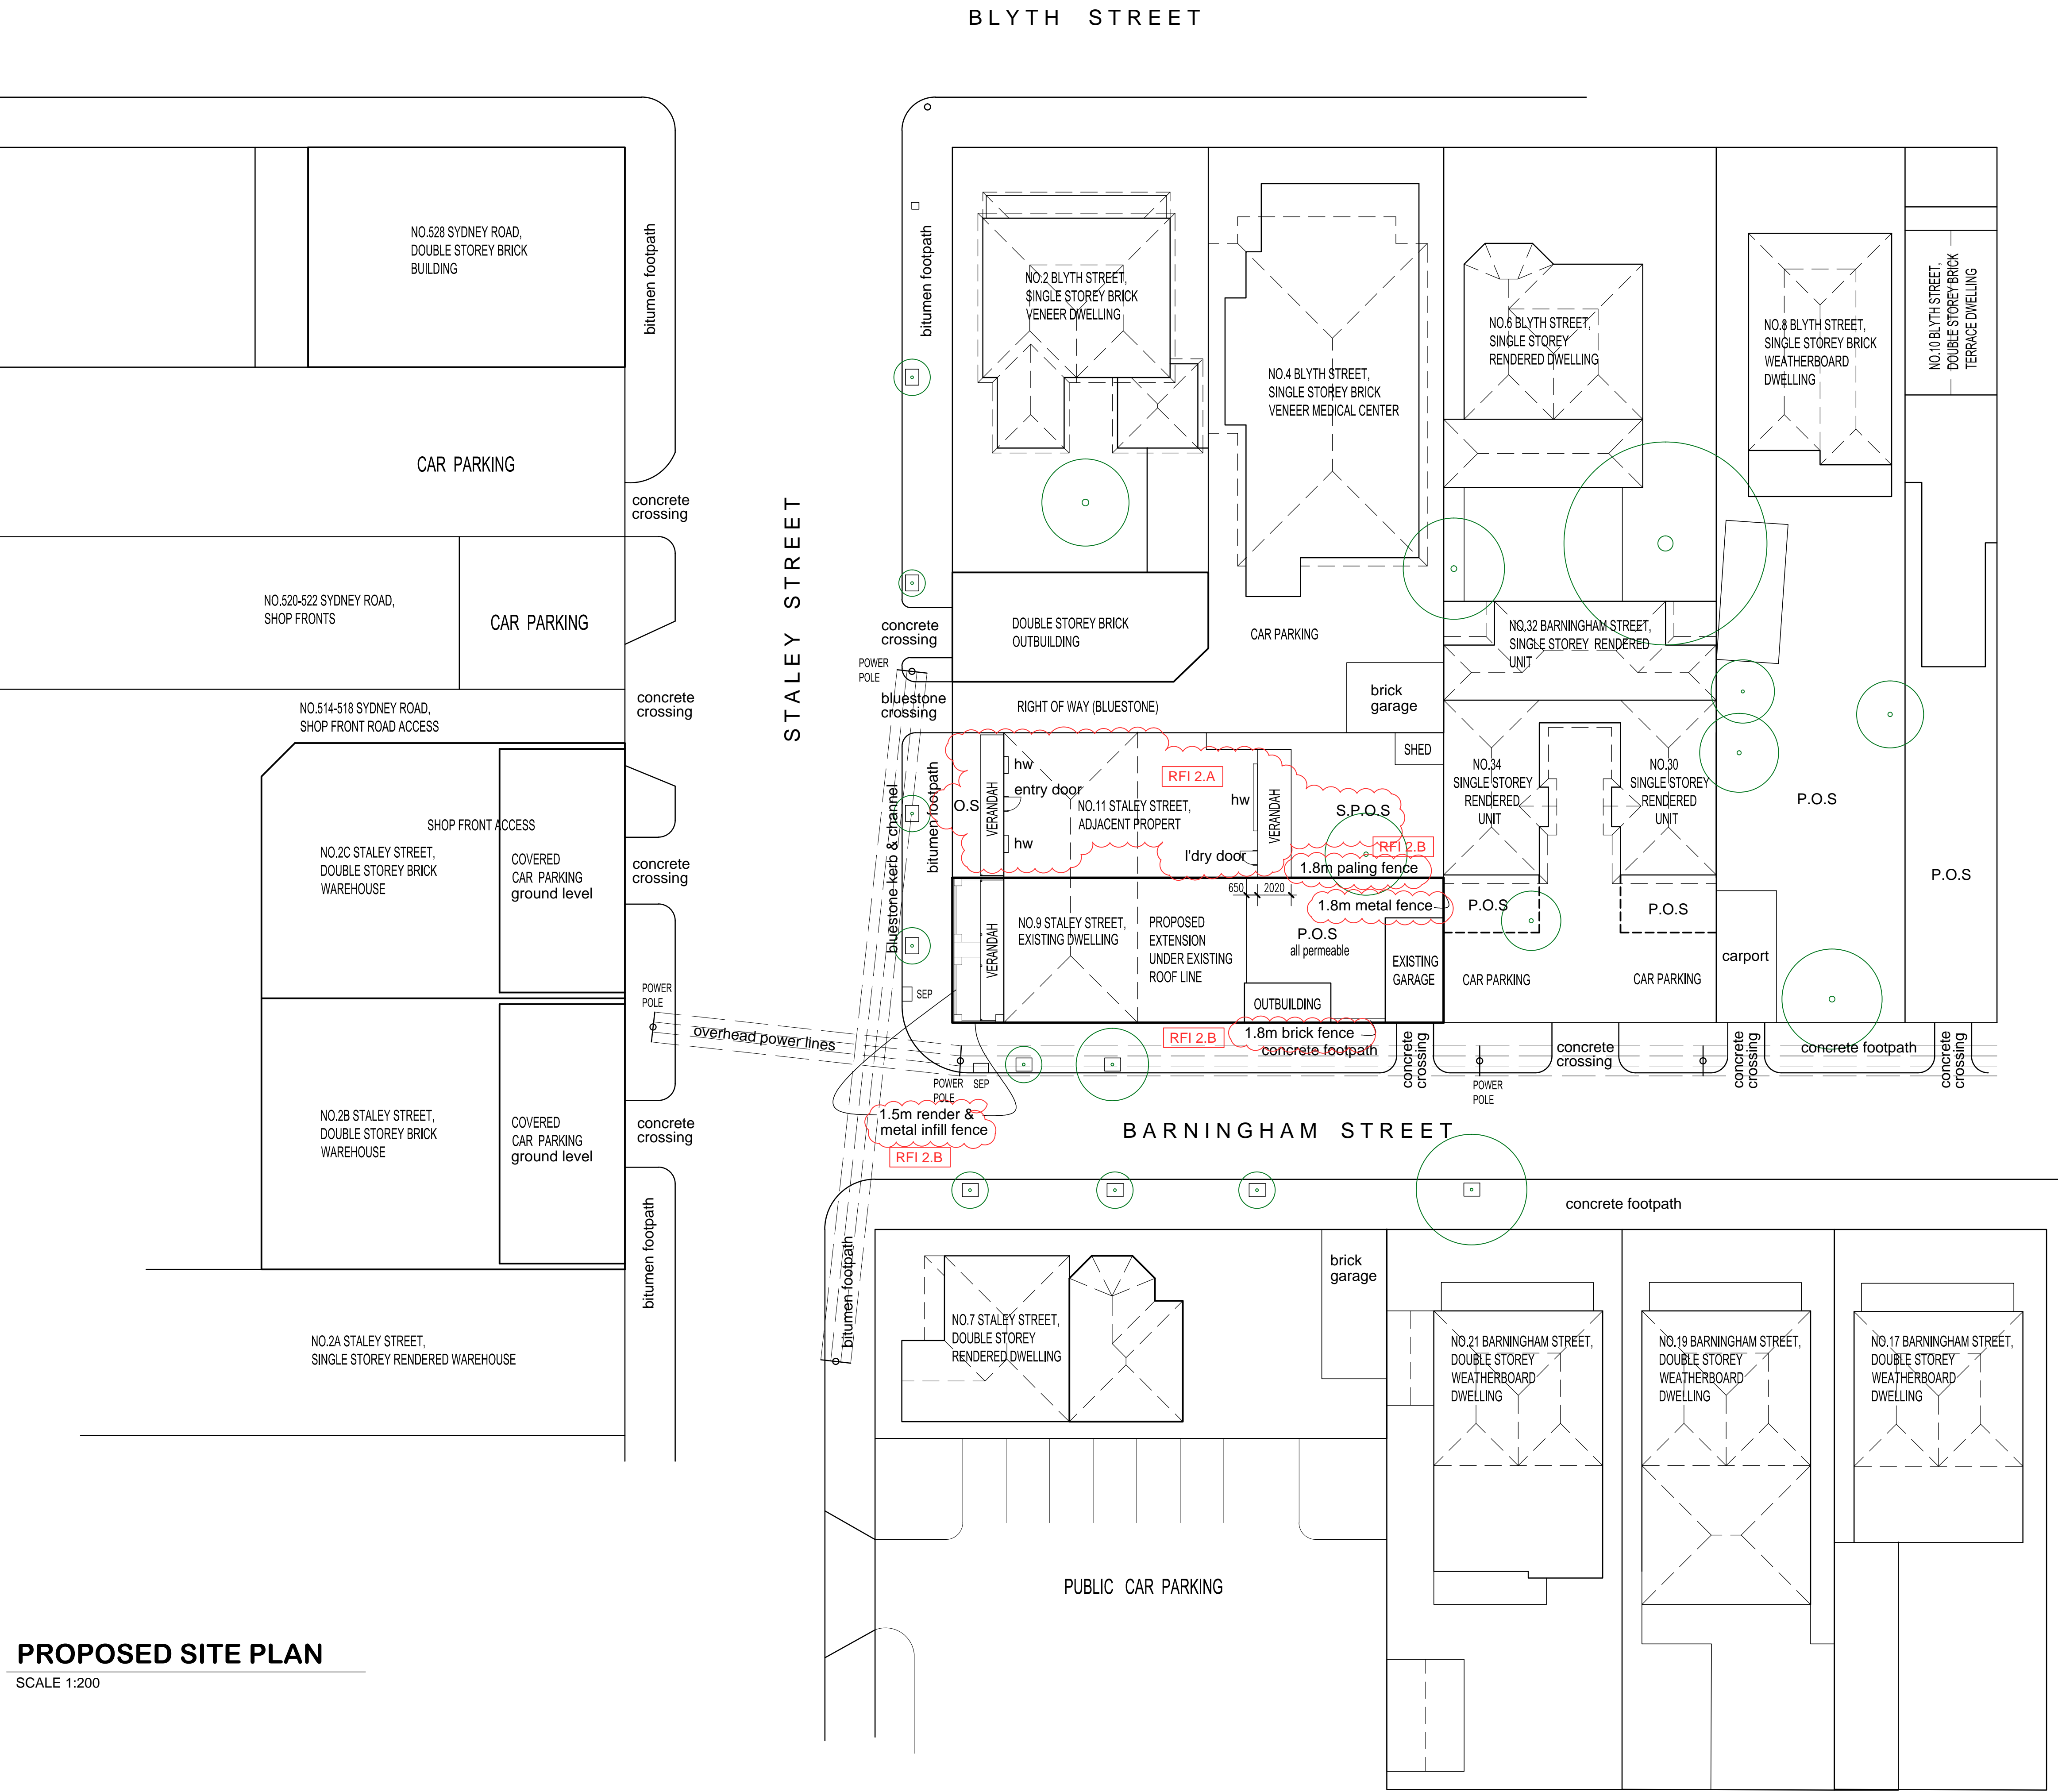 BLYTH STREET
NO.528 SYDNEY ROAD,
DOUBLE STOREY BRICK
BUILDING
bitumen footpath
CAR PARKING
concrete
crossing
NO.520-522 SYDNEY ROAD,
SHOP FRONTS
CAR PARKING
NO.514-518 SYDNEY ROAD,
SHOP FRONT ROAD ACCESS
concrete
crossing
SHOP FRONT ACCESS
NO.2C STALEY STREET,
DOUBLE STOREY BRICK
WAREHOUSE
COVERED
CAR PARKING
ground level
concrete
crossing
POWER
POLE
overhead power lines
NO.2B STALEY STREET,
DOUBLE STOREY BRICK
WAREHOUSE
COVERED
CAR PARKING
ground level
concrete
crossing
bitumen footpath
NO.2A STALEY STREET,
SINGLE STOREY RENDERED WAREHOUSE
STALEY STREET
bitumen footpath
NO.2 BLYTH STREET,
SINGLE STOREY BRICK
VENEER DWELLING
NO.4 BLYTH STREET,
SINGLE STOREY BRICK
VENEER MEDICAL CENTER
NO.6 BLYTH STREET,
SINGLE STOREY
RENDERED DWELLING
NO.8 BLYTH STREET,
SINGLE STOREY BRICK
WEATHERBOARD
DWELLING
NO.10 BLYTH STREET,
DOUBLE STOREY BRICK
TERRACE DWELLING
concrete
crossing
DOUBLE STOREY BRICK
OUTBUILDING
CAR PARKING
NO.32 BARNINGHAM STREET,
SINGLE STOREY RENDERED
UNIT
POWER
POLE
bluestone
crossing
RIGHT OF WAY (BLUESTONE)
brick
garage
SHED
bluestone kerb & channel
bitumen footpath
O.S
VERANDAH
hw
entry door
hw
NO.11 STALEY STREET,
ADJACENT PROPERT
RFI 2.A
hw
VERANDAH
l'dry door
S.P.O.S
RFI 2.B
1.8m paling fence
NO.34
SINGLE STOREY
RENDERED
UNIT
NO.30
SINGLE STOREY
RENDERED
UNIT
P.O.S
P.O.S
650
2020
1.8m metal fence
P.O.S
P.O.S
VERANDAH
NO.9 STALEY STREET,
EXISTING DWELLING
PROPOSED
EXTENSION
UNDER EXISTING
ROOF LINE
P.O.S
all permeable
EXISTING
GARAGE
CAR PARKING
CAR PARKING
carport
SEP
OUTBUILDING
RFI 2.B
1.8m brick fence
concrete footpath
concrete
crossing
concrete
crossing
concrete
crossing
concrete footpath
concrete
crossing
POWER
POLE
SEP
POWER
POLE
1.5m render &
metal infill fence
RFI 2.B
BARNINGHAM STREET
concrete footpath
bitumen footpath
NO.7 STALEY STREET,
DOUBLE STOREY
RENDERED DWELLING
brick
garage
NO.21 BARNINGHAM STREET,
DOUBLE STOREY
WEATHERBOARD
DWELLING
NO.19 BARNINGHAM STREET,
DOUBLE STOREY
WEATHERBOARD
DWELLING
NO.17 BARNINGHAM STREET,
DOUBLE STOREY
WEATHERBOARD
DWELLING
PUBLIC CAR PARKING
PROPOSED SITE PLAN
SCALE 1:200